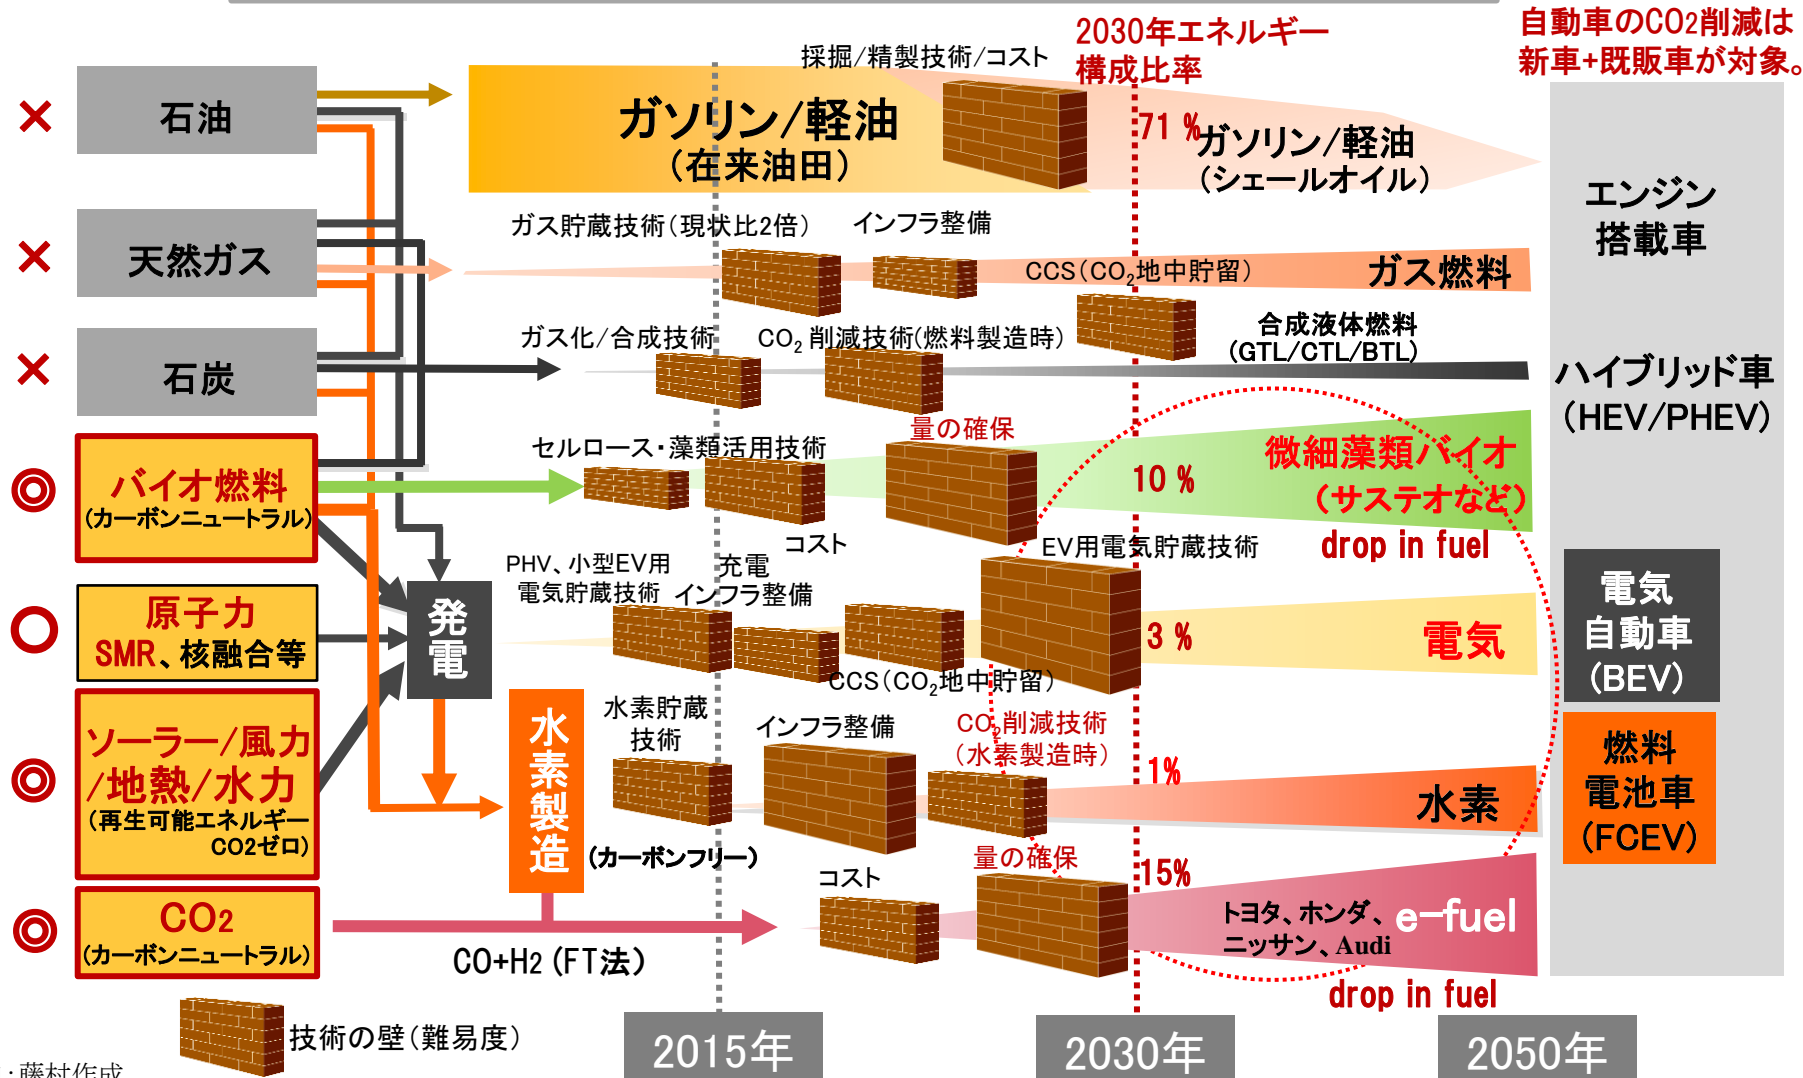 自動車のCO2削減は
新車+既販車が対象。
2030年エネルギー
構成比率
採掘/精製技術/コスト
×
石油
ガソリン/軽油
(在来油田)
71 %
ガソリン/軽油
(シェールオイル)
エンジン
搭載車
×
天然ガス
ガス貯蔵技術(現状比2倍)
インフラ整備
CCS(CO2地中貯留)
ガス燃料
×
石炭
ガス化/合成技術
CO2 削減技術(燃料製造時)
合成液体燃料
(GTL/CTL/BTL)
ハイブリッド車
(HEV/PHEV)
◎
バイオ燃料
(カーボンニュートラル)
セルロース・藻類活用技術
量の確保
コスト
10 %
微細藻類バイオ
(サステオなど)
drop in fuel
○
原子力
SMR、核融合等
発電
PHV、小型EV用
電気貯蔵技術
充電
インフラ整備
EV用電気貯蔵技術
CCS(CO2地中貯留)
3 %
電気
電気
自動車
(BEV)
◎
ソーラー/風力
/地熱/水力
(再生可能エネルギー
CO2ゼロ)
水素製造
(カーボンフリー)
水素貯蔵
技術
インフラ整備
CO2削減技術
(水素製造時)
1%
水素
燃料
電池車
(FCEV)
◎
CO2
(カーボンニュートラル)
CO+H2 (FT法)
コスト
量の確保
15%
トヨタ、ホンダ、
ニッサン、Audi
e-fuel
drop in fuel
技術の壁(難易度)
2015年
2030年
2050年
:藤村作成